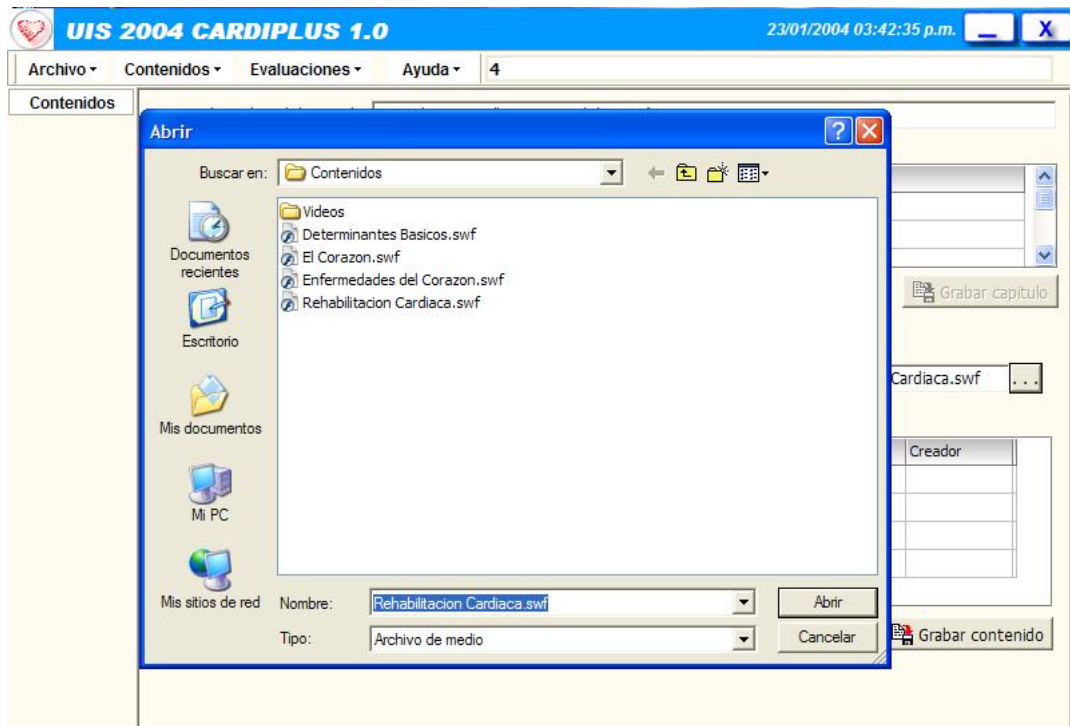 UIS 2004 CARDIPLUS 1.0 23/01/2004 03:42:35 p.m. X
Archivo Contenidos Evaluaciones Ayuda 4
Contenidos
Abrir
Buscar en: Contenidos
Videos
Determinantes Basicos.swf
El Corazon.swf
Enfermedades del Corazon.swf
Rehabilitacion Cardiaca.swf
Documentos
recientes
Escritorio
Mis documentos
Mi PC
Mis sitios de red
Nombre: Rehabilitacion Cardiaca.swf Abrir
Tipo: Archivo de medio Cancelar
Grabar capitulo
Cardiaca.swf ...
Creador
Grabar contenido